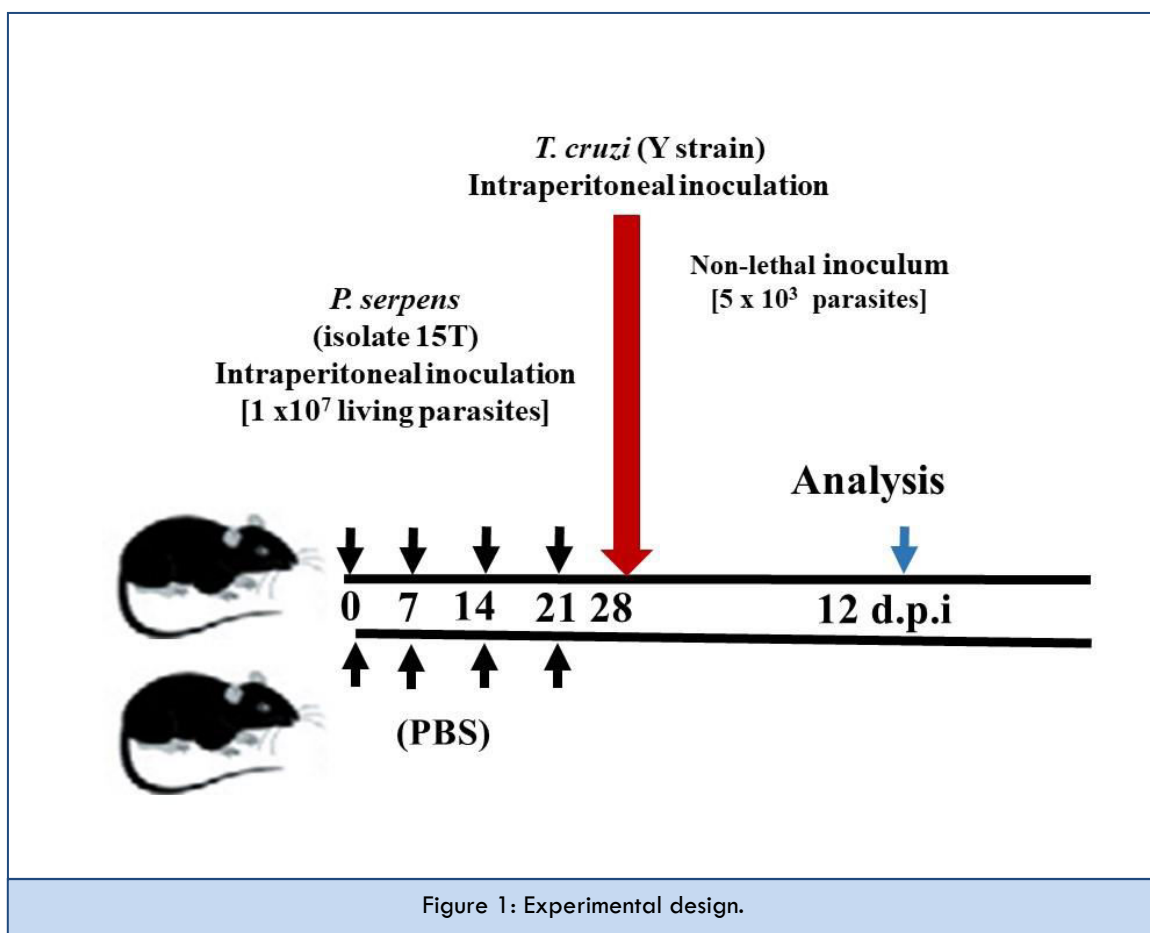 T. cruzi (Y strain)
Intraperitoneal inoculation
Non-lethal inoculum
[5 x 10³ parasites]
P. serpens
(isolate 15T)
Intraperitoneal inoculation
[1 x10⁷ living parasites]
Analysis
0 7 14 21 28 12 d.p.i
(PBS)
Figure 1: Experimental design.